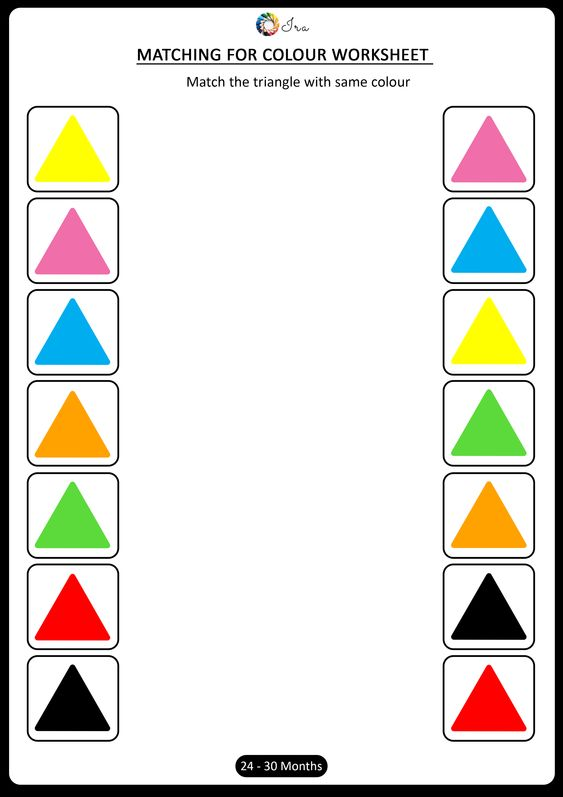 Ira
MATCHING FOR COLOUR WORKSHEET
Match the triangle with same colour
24 - 30 Months